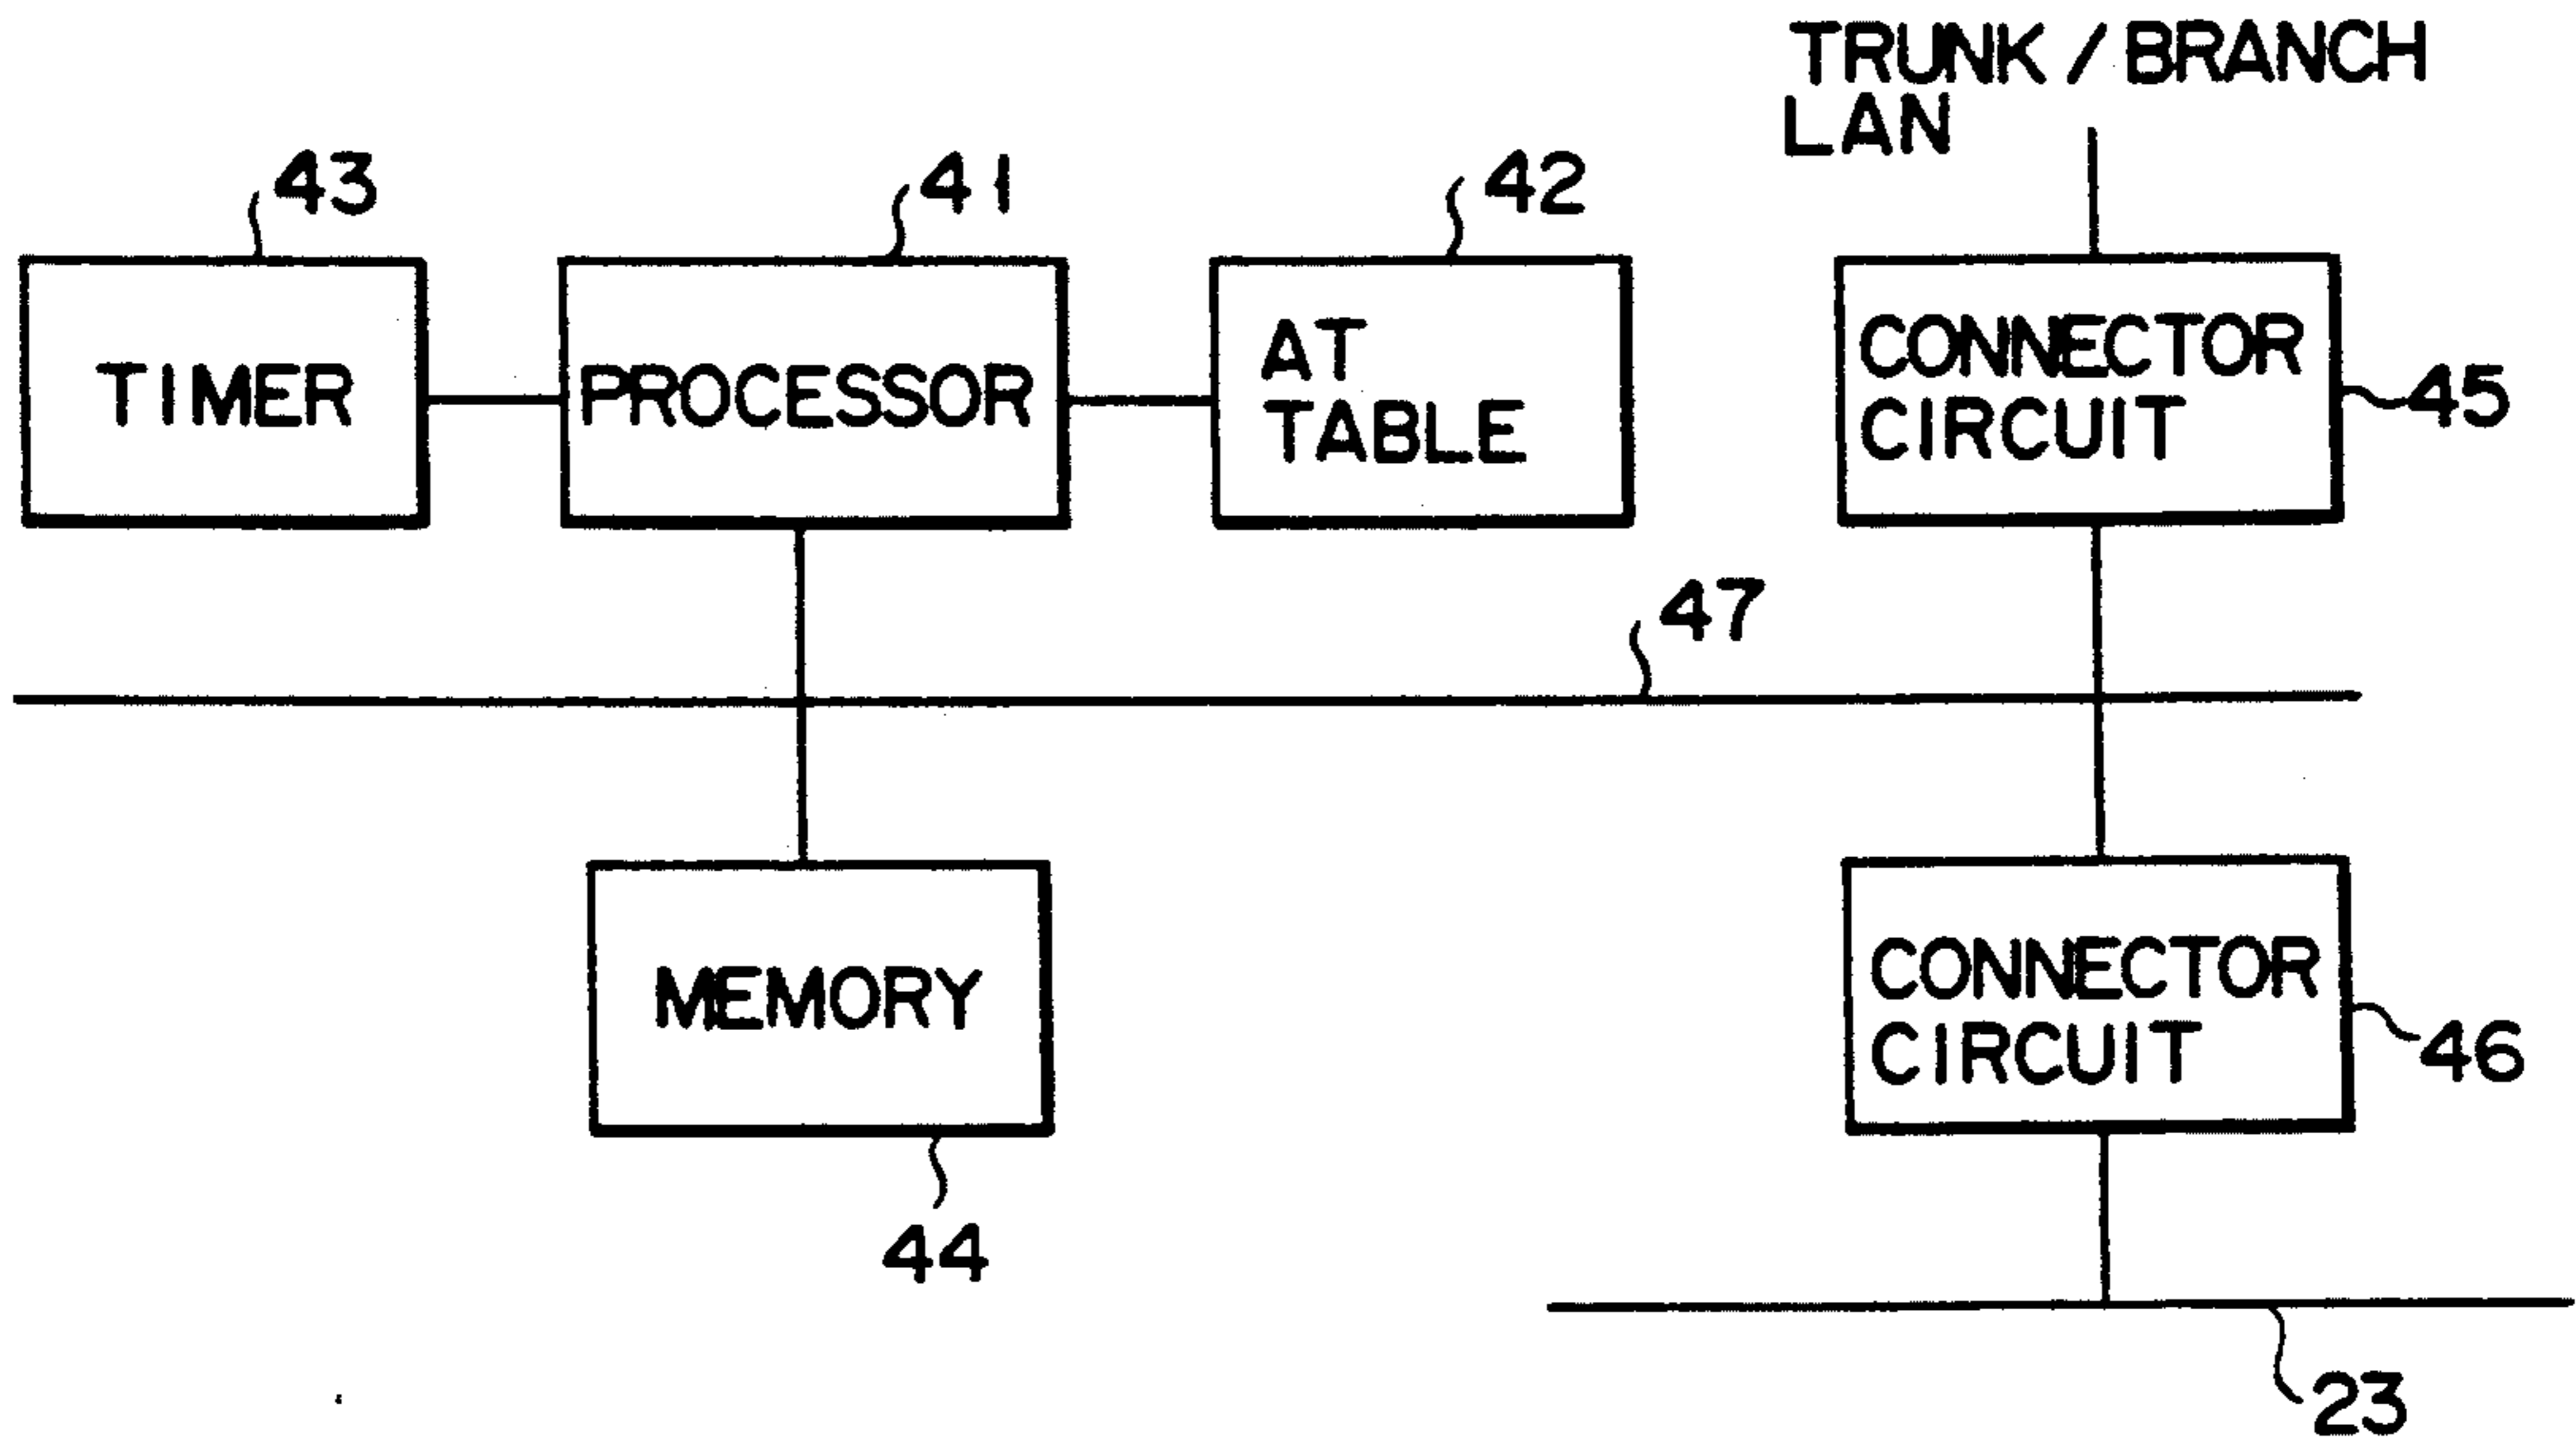 TRUNK / BRANCH
LAN
43
41
42
TIMER
PROCESSOR
AT
TABLE
CONNECTOR
CIRCUIT
45
47
MEMORY
44
CONNECTOR
CIRCUIT
46
23